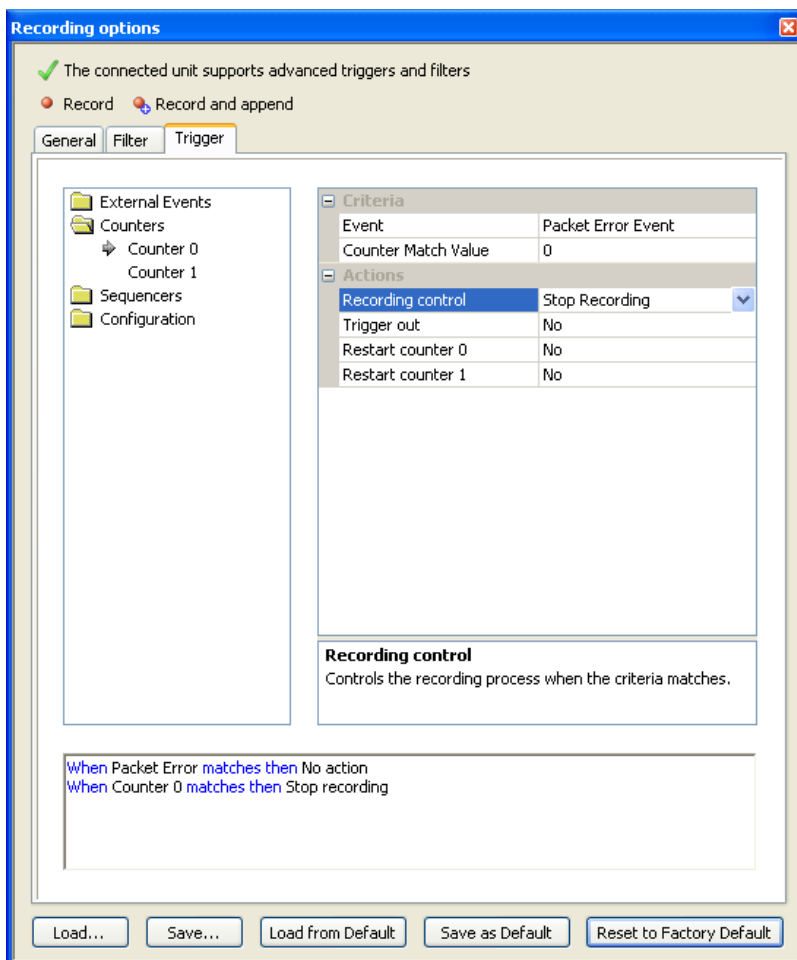 Recording options
The connected unit supports advanced triggers and filters
Record Record and append
General Filter Trigger
External Events
Counters
Counter 0
Counter 1
Sequencers
Configuration
Criteria
Event Packet Error Event
Counter Match Value 0
Actions
Recording control Stop Recording
Trigger out No
Restart counter 0 No
Restart counter 1 No
Recording control
Controls the recording process when the criteria matches.
When Packet Error matches then No action
When Counter 0 matches then Stop recording
Load... Save... Load from Default Save as Default Reset to Factory Default